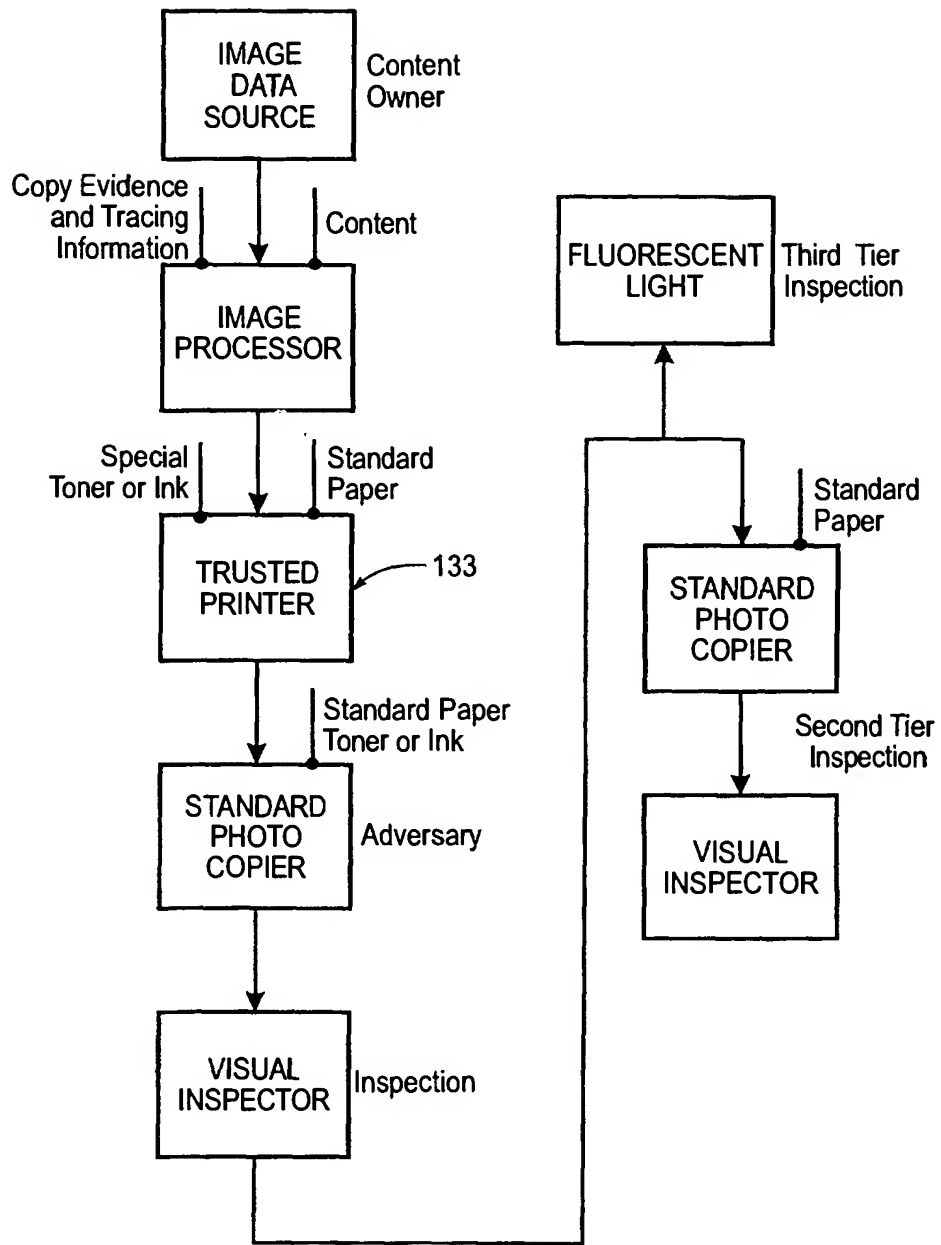 IMAGE
DATA
SOURCE
Content
Owner
Copy Evidence
and Tracing
Information
Content
IMAGE
PROCESSOR
Special
Toner or Ink
Standard
Paper
TRUSTED
PRINTER
133
Standard Paper
Toner or Ink
STANDARD
PHOTO
COPIER
Adversary
VISUAL
INSPECTOR
Inspection
FLUORESCENT
LIGHT
Third Tier
Inspection
Standard
Paper
STANDARD
PHOTO
COPIER
Second Tier
Inspection
VISUAL
INSPECTOR